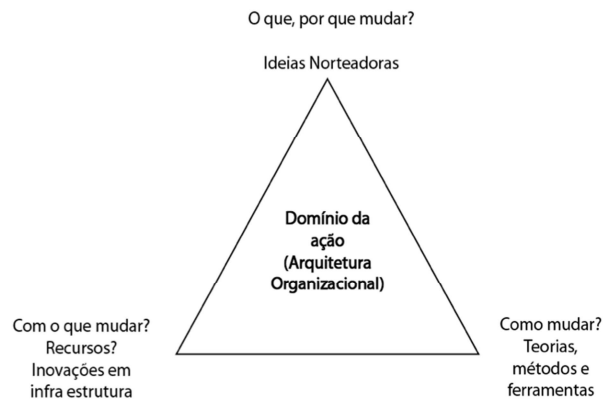 O que, por que mudar?
Ideias Norteadoras
Domínio da
ação
(Arquitetura
Organizacional)
Com o que mudar?
Recursos?
Inovações em
infra estrutura
Como mudar?
Teorias,
métodos e
ferramentas